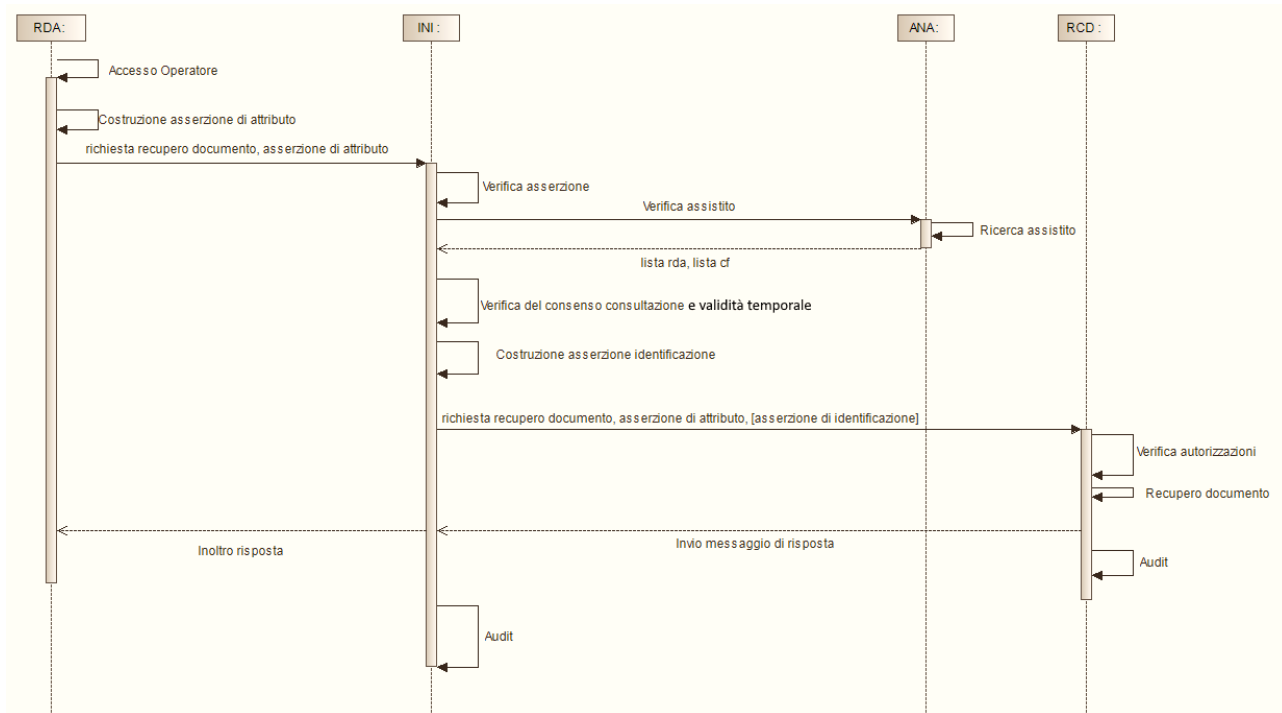 RDA:
INI :
ANA:
RCD :
Accesso Operatore
Costruzione asserzione di attributo
richiesta recupero documento, asserzione di attributo
Verifica asserzione
Verifica assistito
Ricerca assistito
lista rda, lista cf
Verifica del consenso consultazione e validità temporale
Costruzione asserzione identificazione
richiesta recupero documento, asserzione di attributo, [asserzione di identificazione]
Verifica autorizzazioni
Recupero documento
Invio messaggio di risposta
Inoltro risposta
Audit
Audit